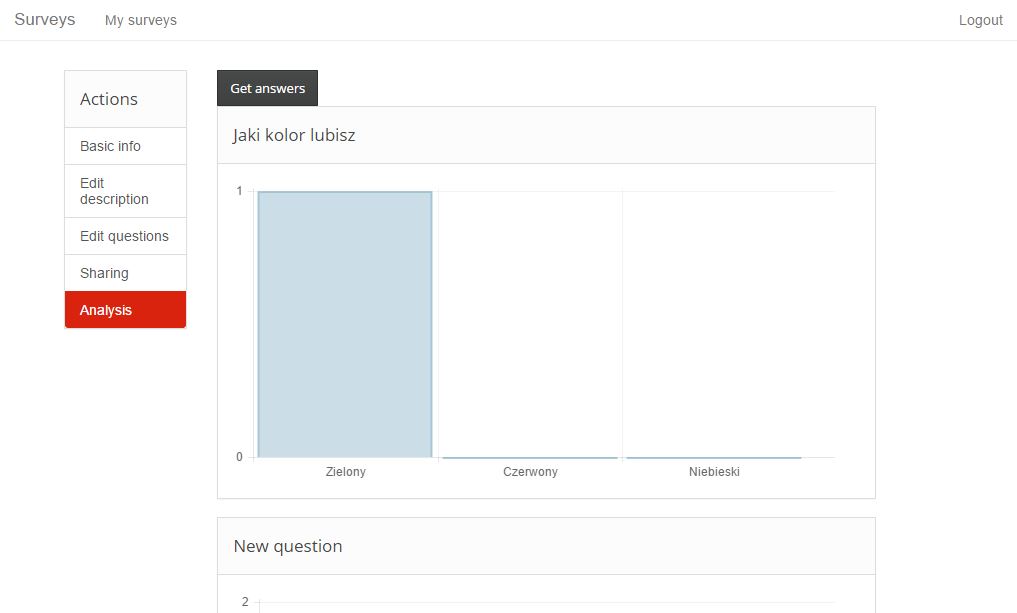 Surveys
My surveys
Logout
Actions
Basic info
Edit
description
Edit questions
Sharing
Analysis
Get answers
Jaki kolor lubisz
1
0
Zielony
Czerwony
Niebieski
New question
2